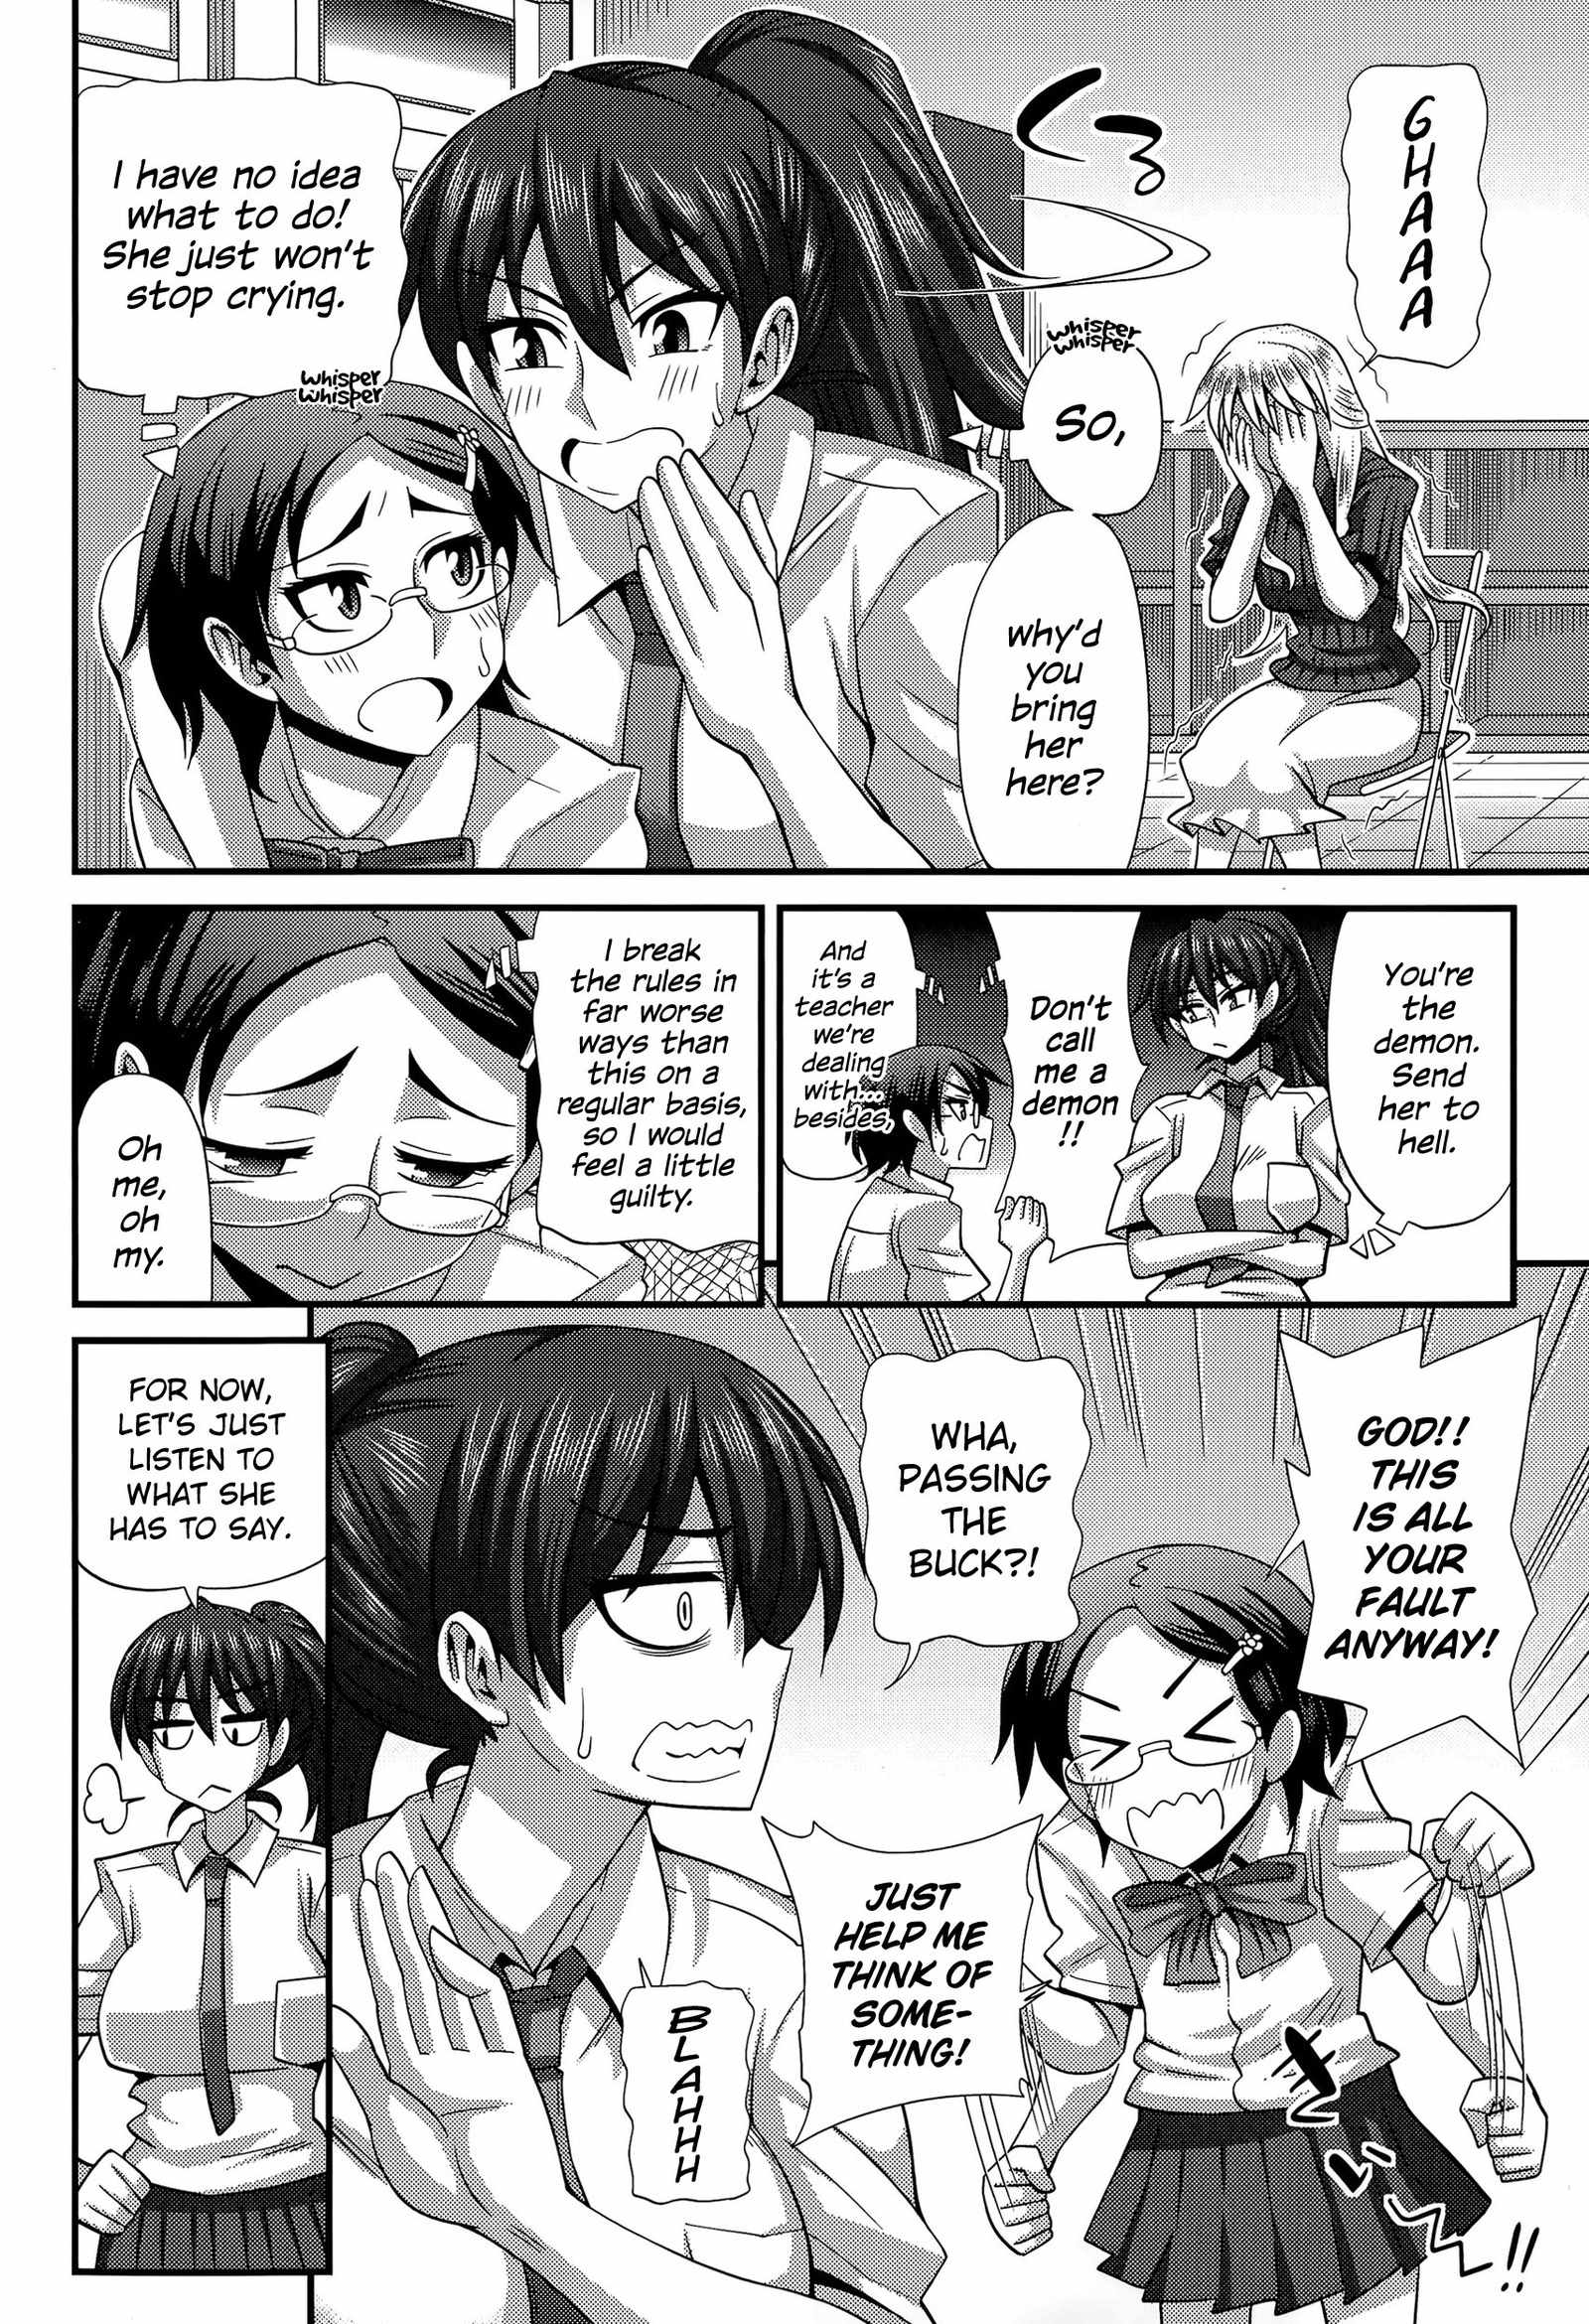 GHAAA
くる
whisper
whisper
So,
why'd
you
bring
her
here?
I have no idea
what to do!
She just won't
stop crying.
whisper
whisper
You're
the
demon.
Send
her to
hell.
Don't
call
me a
demon
!!
And
it's a
teacher
we're
dealing
with...
besides,
I break
the rules in
far worse
ways than
this on a
regular basis,
so I would
feel a little
guilty.
Oh
me,
oh
my.
GOD!!
THIS
IS ALL
YOUR
FAULT
ANYWAY!
WHA,
PASSING
THE
BUCK?!
JUST
HELP ME
THINK OF
SOME-
THING!
BLAHHH
きぃ
!!
FOR NOW,
LET'S JUST
LISTEN TO
WHAT SHE
HAS TO SAY.